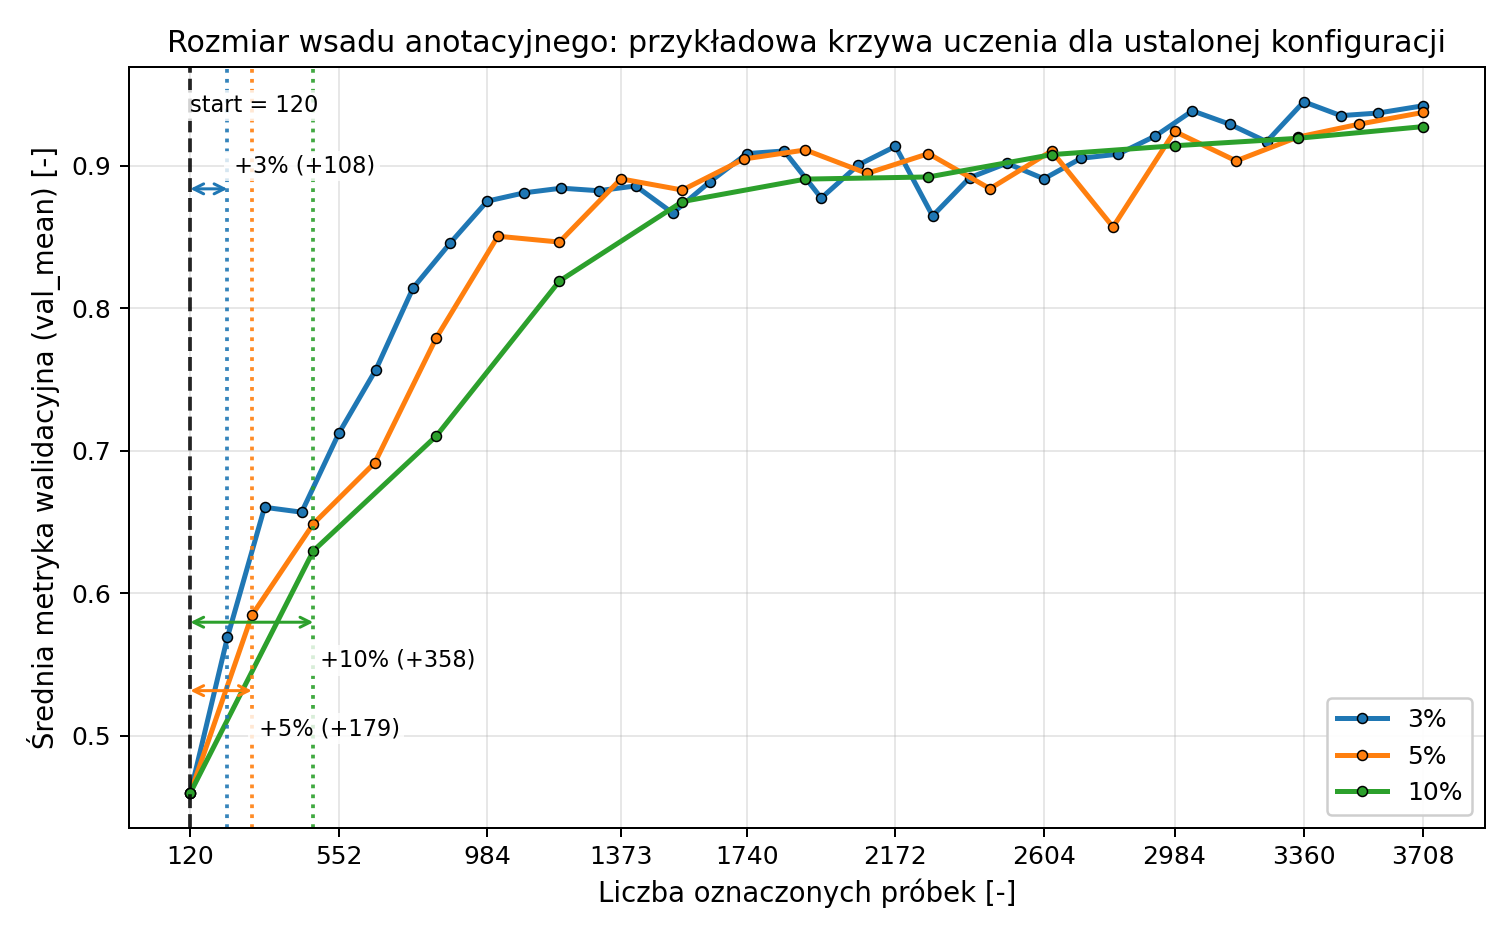 Rozmiar wsadu anotacyjnego: przykładowa krzywa uczenia dla ustalonej konfiguracji
start = 120
+3% (+108)
+10% (+358)
+5% (+179)
Średnia metryka walidacyjna (val_mean) [-]
0.9
0.8
0.7
0.6
0.5
3%
5%
10%
120 552 984 1373 1740 2172 2604 2984 3360 3708
Liczba oznaczonych próbek [-]